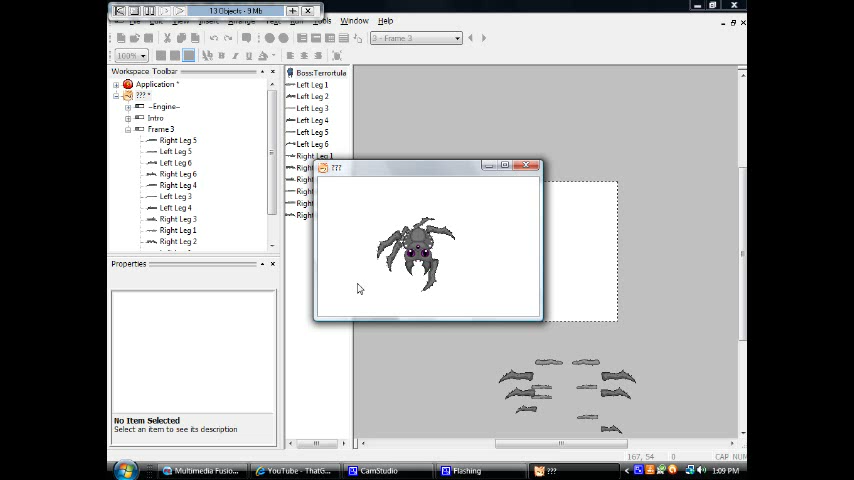 13 Objects - 9 Mb
Window Help
100%
3 - Frame 3
Workspace Toolbar
Application *
??? *
~Engine~
Intro
Frame 3
Right Leg 5
Left Leg 5
Left Leg 6
Right Leg 6
Right Leg 4
Left Leg 3
Left Leg 4
Right Leg 3
Right Leg 1
Right Leg 2
Boss:Terrortula
Left Leg 1
Left Leg 2
Left Leg 3
Left Leg 4
Left Leg 5
Left Leg 6
Right Leg 1
???
Properties
No Item Selected
Select an item to see its description
167, 54 0 CAP NUM
Multimedia Fusio...
YouTube - ThatG...
CamStudio
Flashing
???
1:09 PM